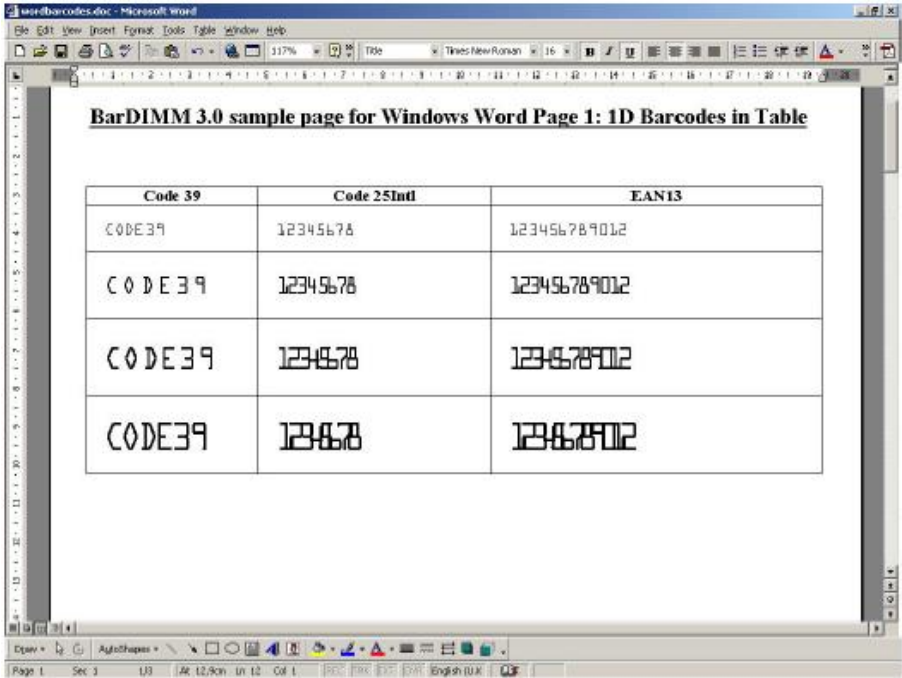 wordbarcodes.doc - Microsoft Word
File Edit View Insert Format Tools Table Window Help
117% Title Times New Roman 16 B I U
BarDIMM 3.0 sample page for Windows Word Page 1: 1D Barcodes in Table
Code 39 Code 25Intl EAN13
CODE39 12345678 123456789012
CODE39 12345678 123456789012
CODE39 12345678 123456789012
CODE39 12345678 123456789012
Draw AutoShapes
Page 1 Sec 1 1/3 At 12.9cm Ln 12 Col 1 REC TRK EXT OVR English (U.K